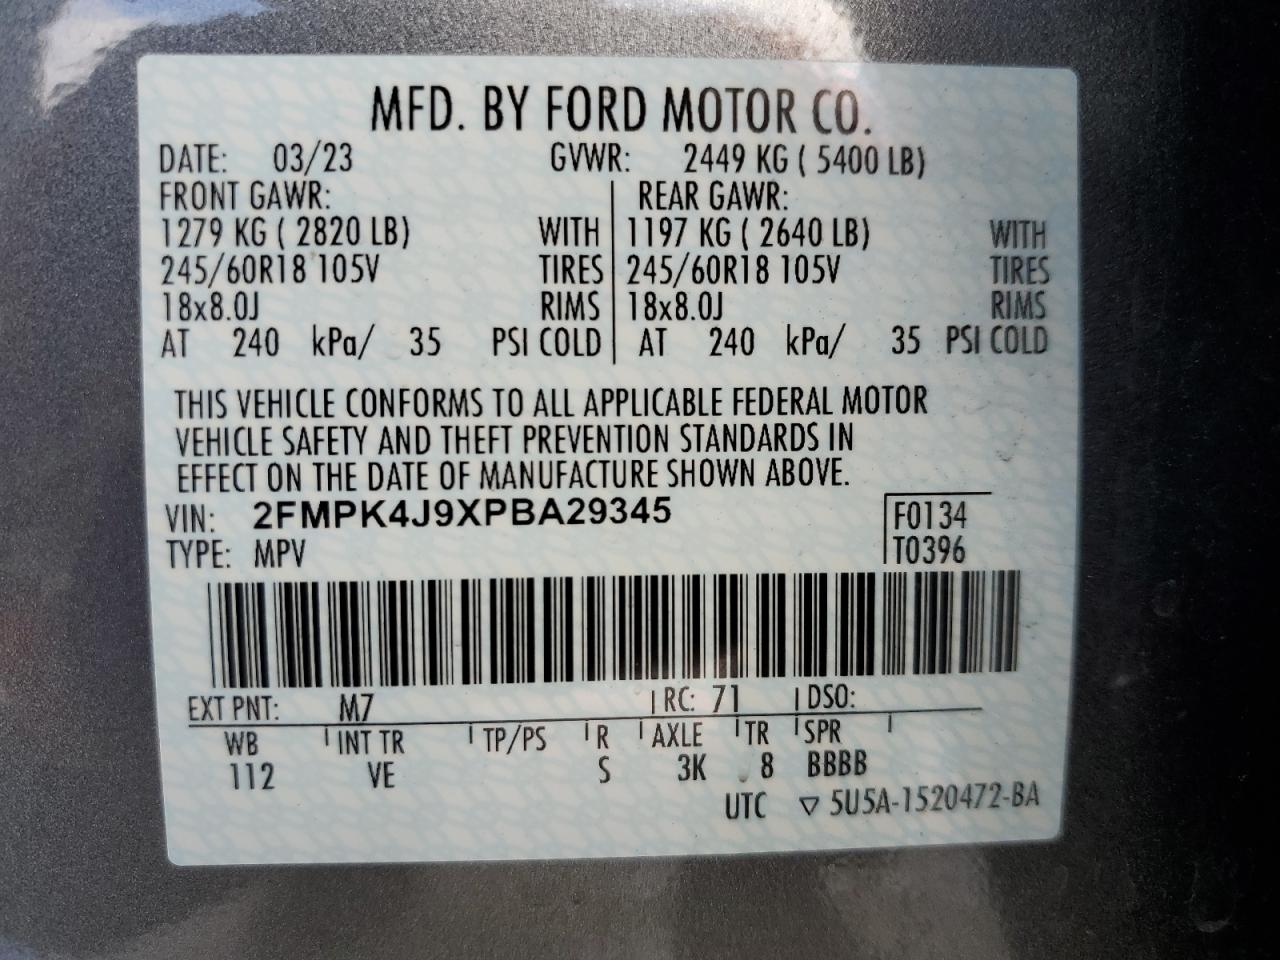 MFD. BY FORD MOTOR CO.
DATE: 03/23 GVWR: 2449 KG ( 5400 LB)
FRONT GAWR: REAR GAWR:
1279 KG ( 2820 LB) WITH 1197 KG ( 2640 LB) WITH
245/60R18 105V TIRES 245/60R18 105V TIRES
18x8.0J RIMS 18x8.0J RIMS
AT 240 kPa/ 35 PSI COLD AT 240 kPa/ 35 PSI COLD
THIS VEHICLE CONFORMS TO ALL APPLICABLE FEDERAL MOTOR
VEHICLE SAFETY AND THEFT PREVENTION STANDARDS IN
EFFECT ON THE DATE OF MANUFACTURE SHOWN ABOVE.
VIN: 2FMPK4J9XPBA29345 F0134
TYPE: MPV T0396
EXT PNT: M7 RC: 71 DSO:
WB INT TR TP/PS R AXLE TR SPR
112 VE S 3K 8 BBBB
UTC ▽ 5U5A-1520472-BA